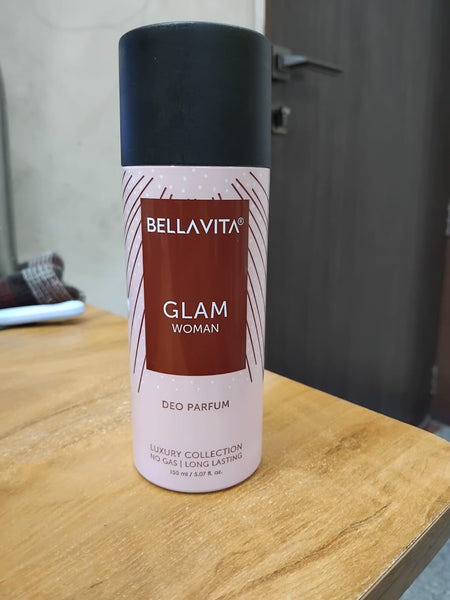 BELLAVITA®
GLAM
WOMAN
DEO PARFUM
LUXURY COLLECTION
NO GAS | LONG LASTING
150 ml / 5.07 fl. oz.